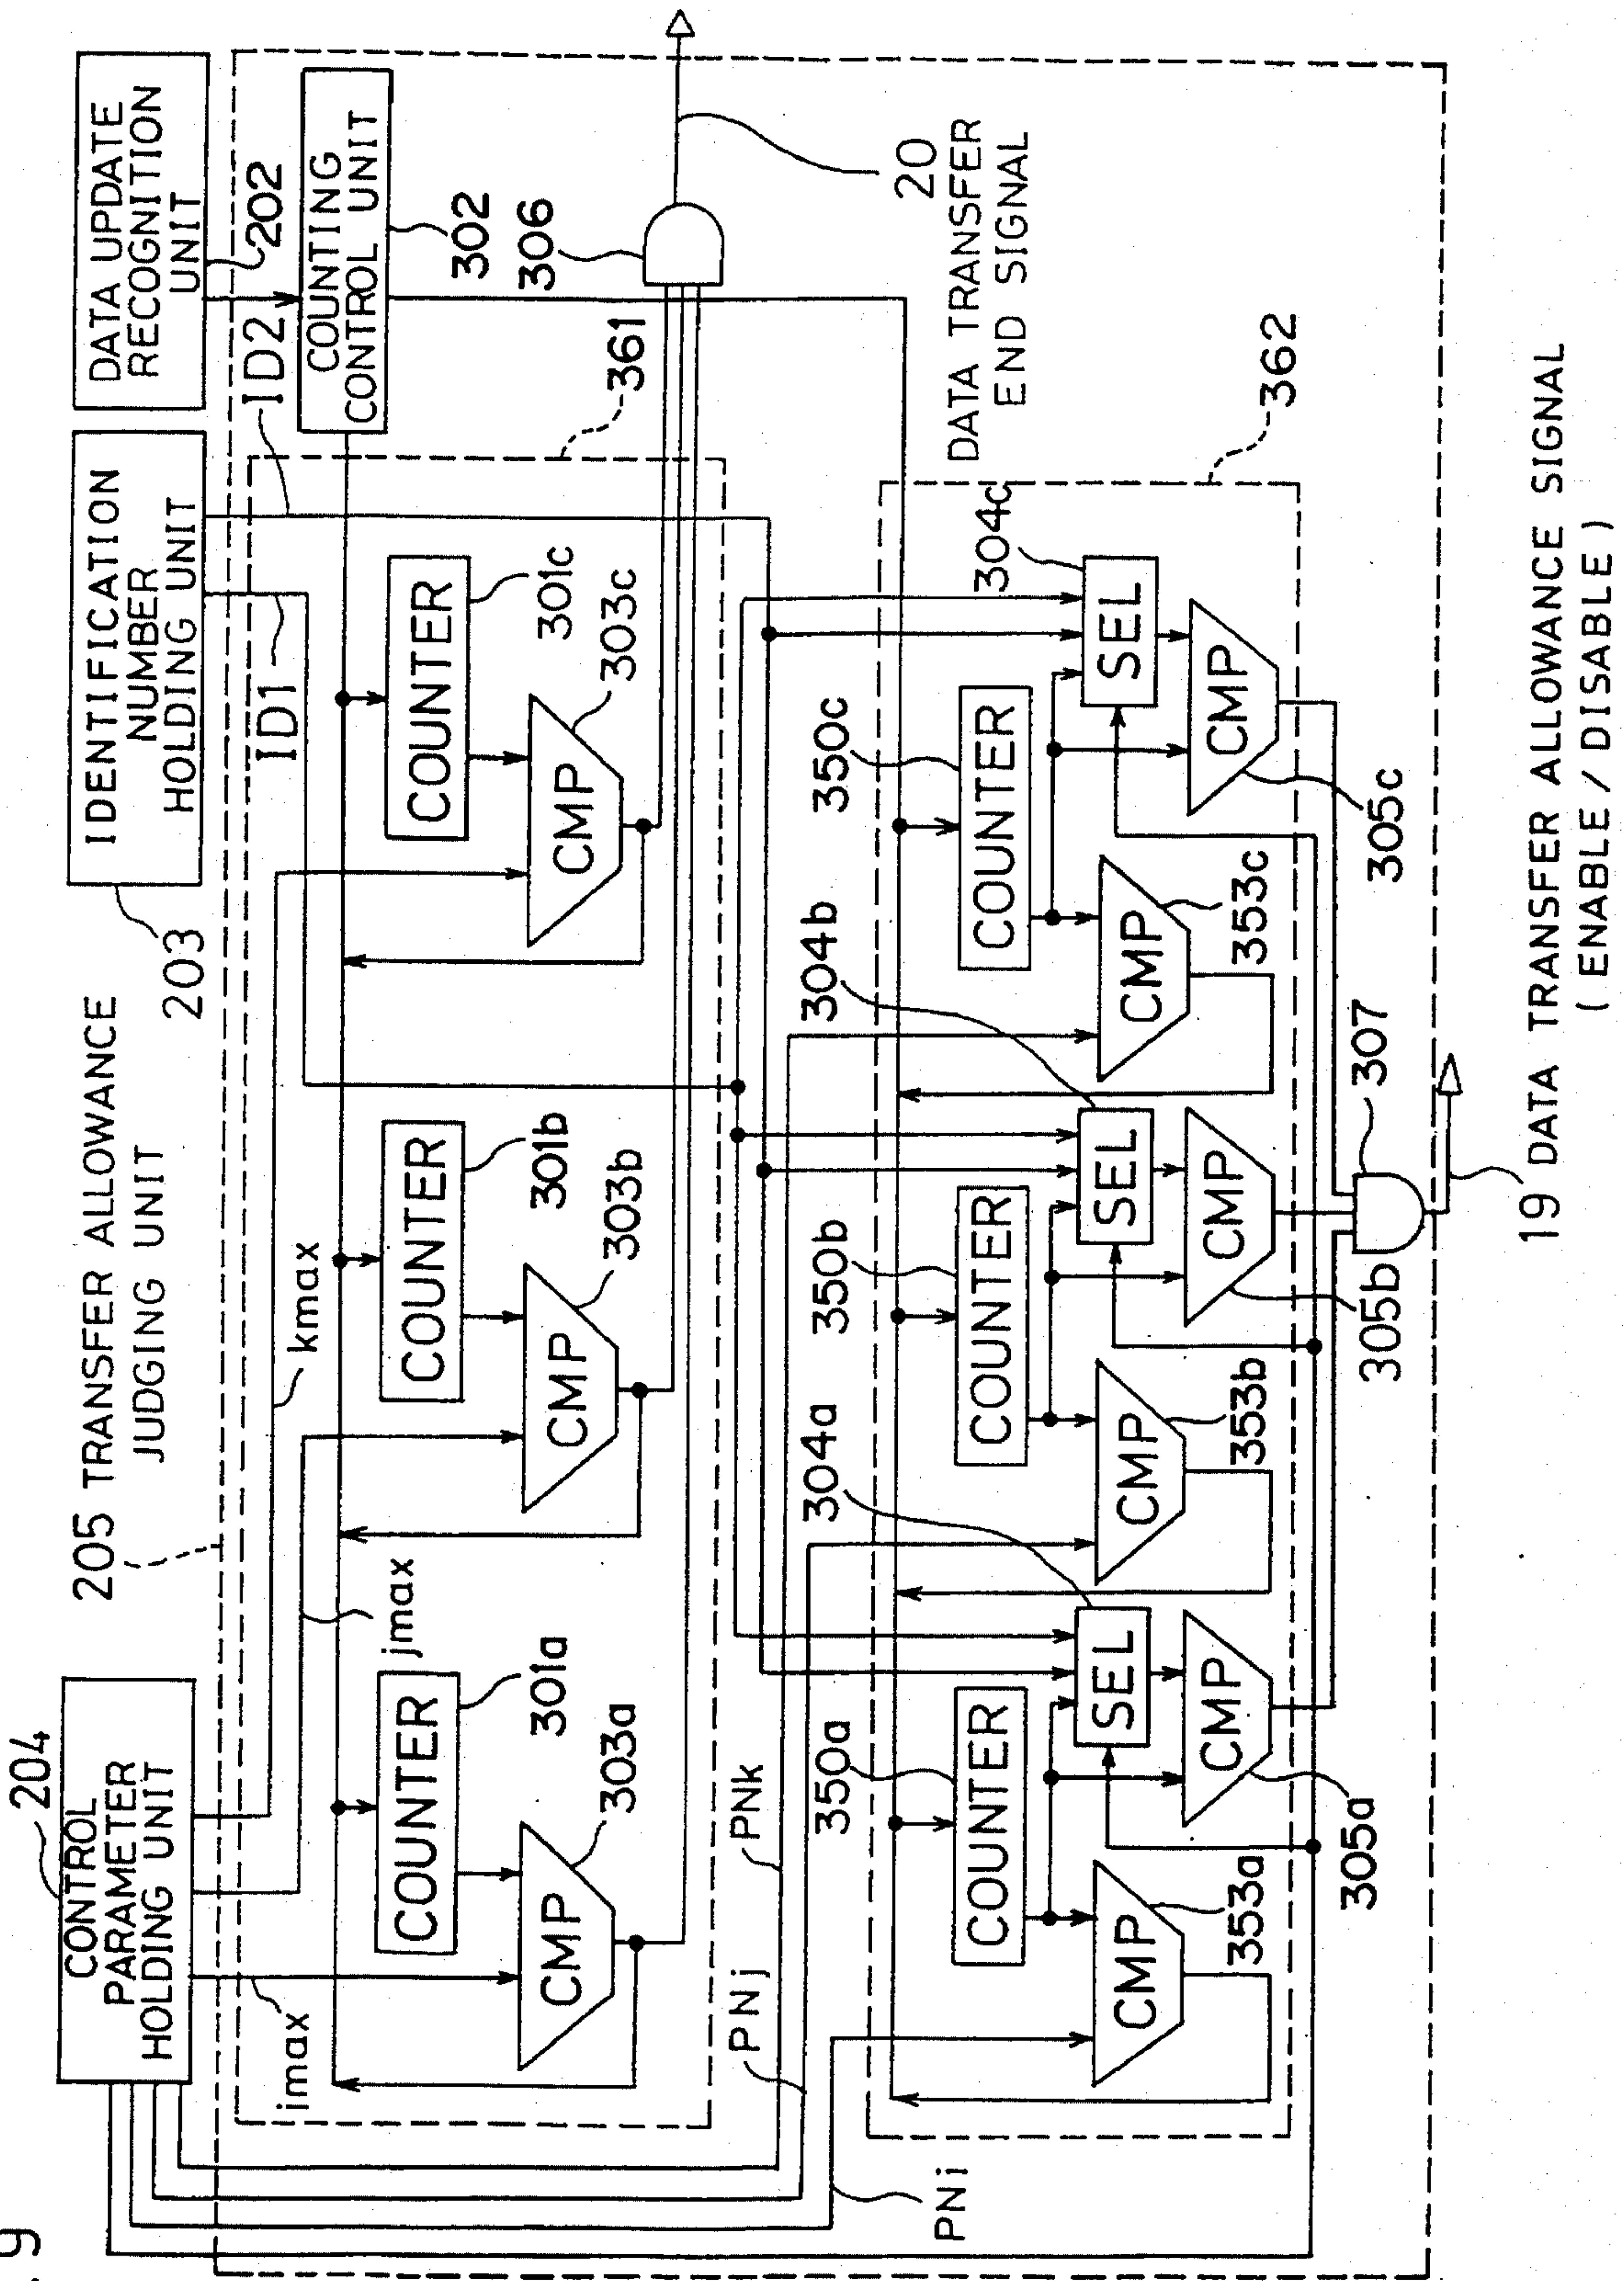 204
CONTROL
PARAMETER
HOLDING UNIT
205 TRANSFER ALLOWANCE
JUDGING UNIT
203
IDENTIFICATION
NUMBER
HOLDING UNIT
DATA UPDATE
RECOGNITION
UNIT
202
ID1
ID2
COUNTING
CONTROL UNIT
302
imax
jmax
kmax
361
306
COUNTER
301a
CMP
303a
COUNTER
301b
CMP
303b
COUNTER
301c
CMP
303c
20
DATA TRANSFER
END SIGNAL
PNi
PNj
PNk
362
350a
COUNTER
304a
SEL
CMP
353a
CMP
305a
350b
COUNTER
304b
SEL
CMP
353b
CMP
305b
350c
COUNTER
304c
SEL
CMP
353c
CMP
305c
307
19 DATA TRANSFER ALLOWANCE SIGNAL
( ENABLE / DISABLE )
9